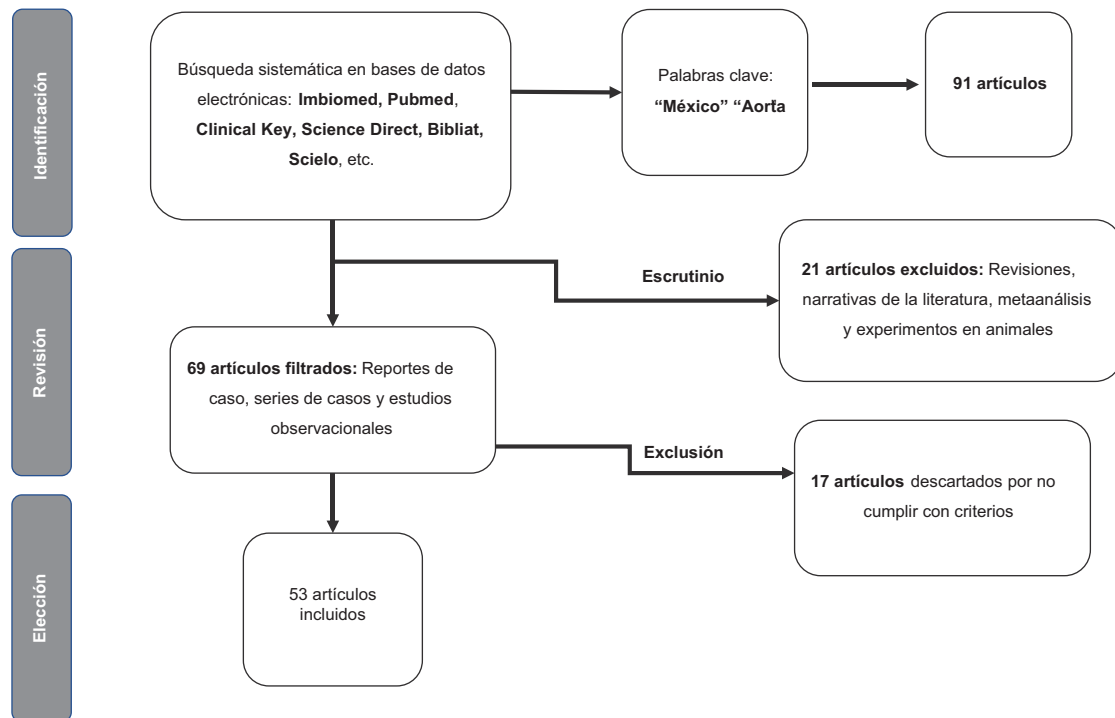 Identificación
Búsqueda sistemática en bases de datos
electrónicas: Imbiomed, Pubmed,
Clinical Key, Science Direct, Bibliat,
Scielo, etc.
Palabras clave:
“México” “Aorta
91 artículos
Revisión
Escrutinio
21 artículos excluidos: Revisiones,
narrativas de la literatura, metaanálisis
y experimentos en animales
69 artículos filtrados: Reportes de
caso, series de casos y estudios
observacionales
Exclusión
17 artículos descartados por no
cumplir con criterios
Elección
53 artículos
incluidos